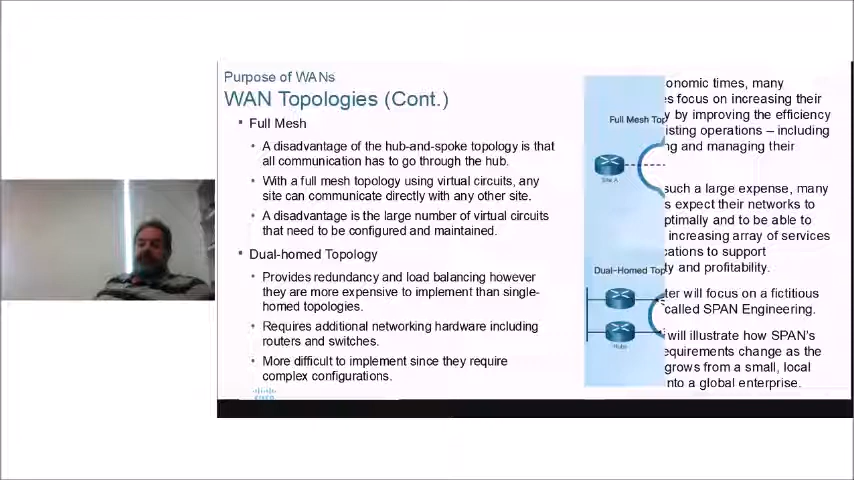 Purpose of WANs
WAN Topologies (Cont.)
▪ Full Mesh
• A disadvantage of the hub-and-spoke topology is that
all communication has to go through the hub.
• With a full mesh topology using virtual circuits, any
site can communicate directly with any other site.
• A disadvantage is the large number of virtual circuits
that need to be configured and maintained.
▪ Dual-homed Topology
• Provides redundancy and load balancing however
they are more expensive to implement than single-
homed topologies.
• Requires additional networking hardware including
routers and switches.
• More difficult to implement since they require
complex configurations.
CISCO
Full Mesh Top
Site A
Dual-Homed Top
Hubs
onomic times, many
es focus on increasing their
y by improving the efficiency
isting operations – including
ng and managing their
such a large expense, many
s expect their networks to
ptimally and to be able to
increasing array of services
cations to support
ty and profitability.
ter will focus on a fictitious
called SPAN Engineering.
will illustrate how SPAN's
equirements change as the
grows from a small, local
nto a global enterprise.